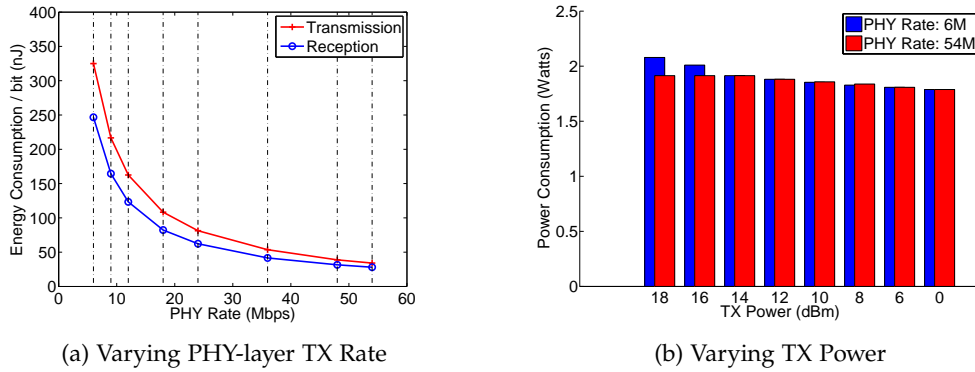 400
350
300
250
200
150
100
50
0
Energy Consumption / bit (nJ)
Transmission
Reception
0 10 20 30 40 50 60
PHY Rate (Mbps)
(a) Varying PHY-layer TX Rate
2.5
2
1.5
1
0.5
0
Power Consumption (Watts)
PHY Rate: 6M
PHY Rate: 54M
18 16 14 12 10 8 6 0
TX Power (dBm)
(b) Varying TX Power